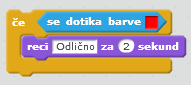 če se dotika barve
reci Odlično za 2 sekund